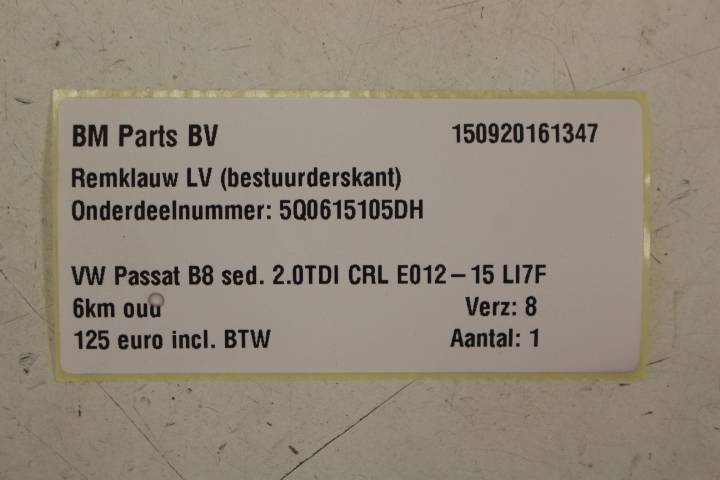 BM Parts BV 150920161347
Remklauw LV (bestuurderskant)
Onderdeelnummer: 5Q0615105DH
VW Passat B8 sed. 2.0TDI CRL E012-15 LI7F
6km oud Verz: 8
125 euro incl. BTW Aantal: 1